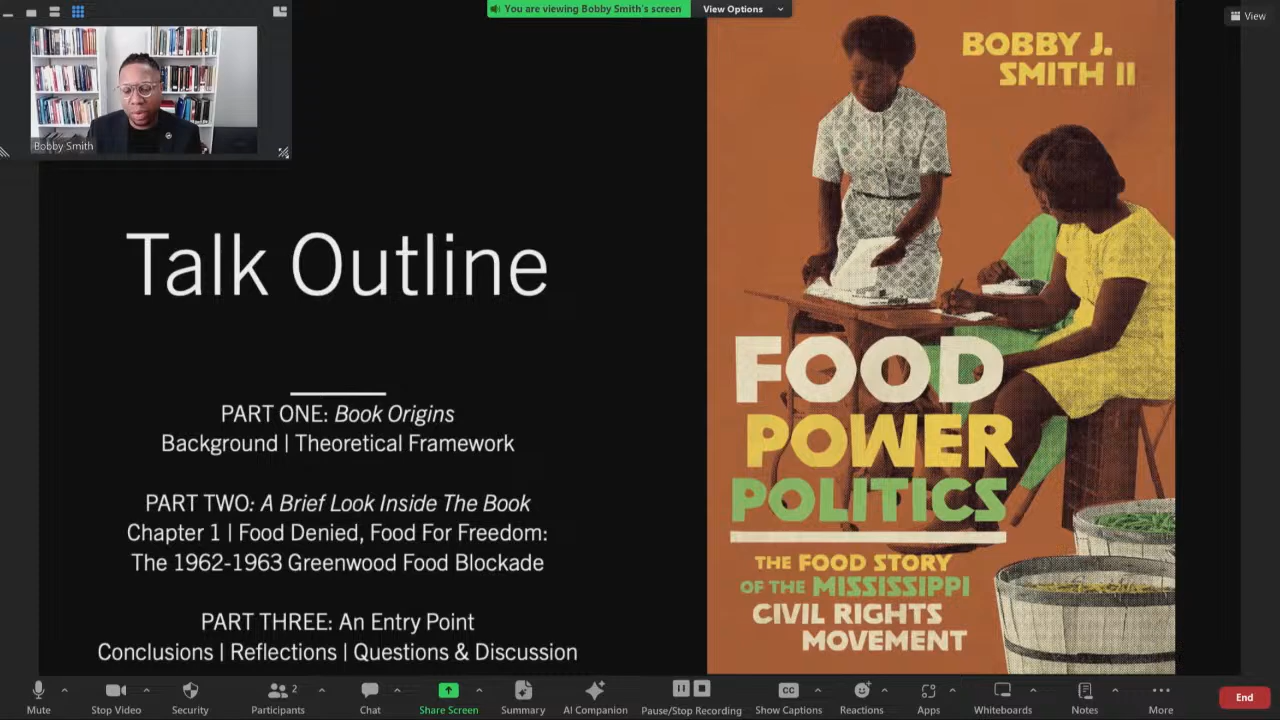 You are viewing Bobby Smith's screen
View Options
View
Bobby Smith
Talk Outline
PART ONE: Book Origins
Background | Theoretical Framework
PART TWO: A Brief Look Inside The Book
Chapter 1 | Food Denied, Food For Freedom:
The 1962-1963 Greenwood Food Blockade
PART THREE: An Entry Point
Conclusions | Reflections | Questions & Discussion
BOBBY J.
SMITH II
FOOD
POWER
POLITICS
THE FOOD STORY
OF THE MISSISSIPPI
CIVIL RIGHTS
MOVEMENT
Mute
Stop Video
Security
Participants
2
Chat
Share Screen
Summary
AI Companion
Pause/Stop Recording
CC
Show Captions
Reactions
Apps
Whiteboards
Notes
More
End